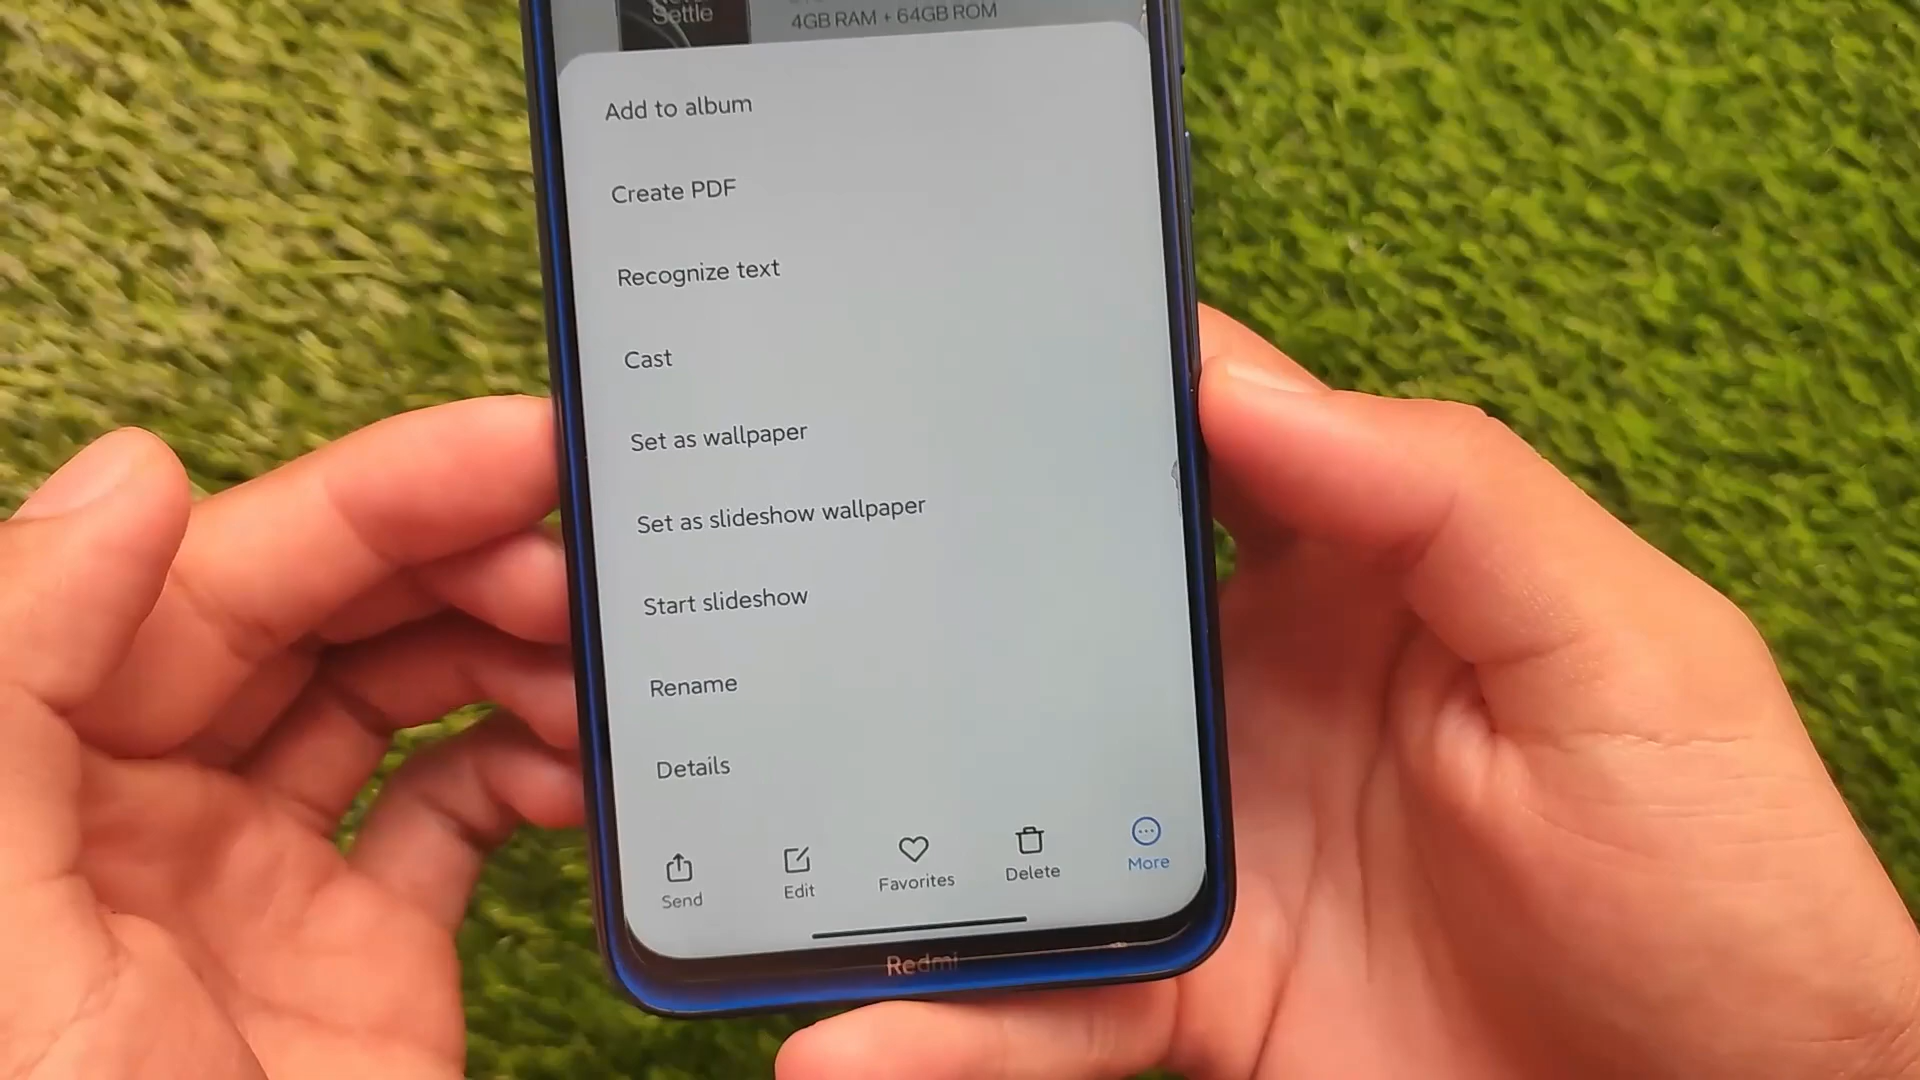 Settle
4GB RAM + 64GB ROM
Add to album
Create PDF
Recognize text
Cast
Set as wallpaper
Set as slideshow wallpaper
Start slideshow
Rename
Details
Send
Edit
Favorites
Delete
More
Redmi